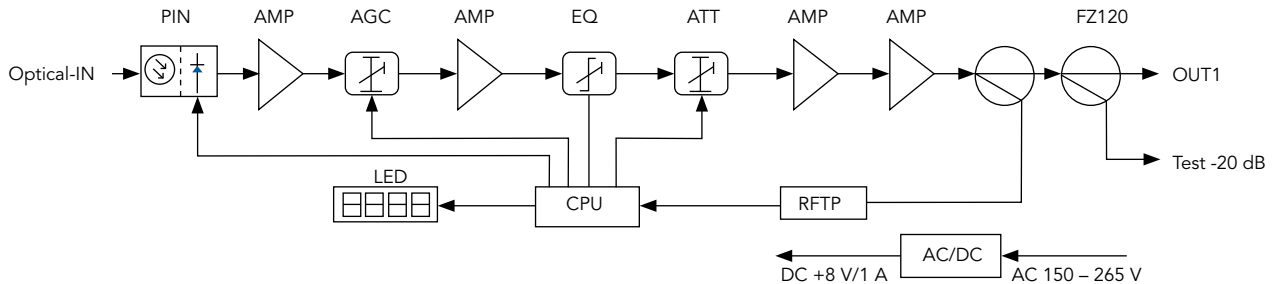 PIN AMP AGC AMP EQ ATT AMP AMP FZ120
Optical-IN
OUT1
Test -20 dB
LED
CPU
RFTP
AC/DC
DC +8 V/1 A
AC 150 – 265 V